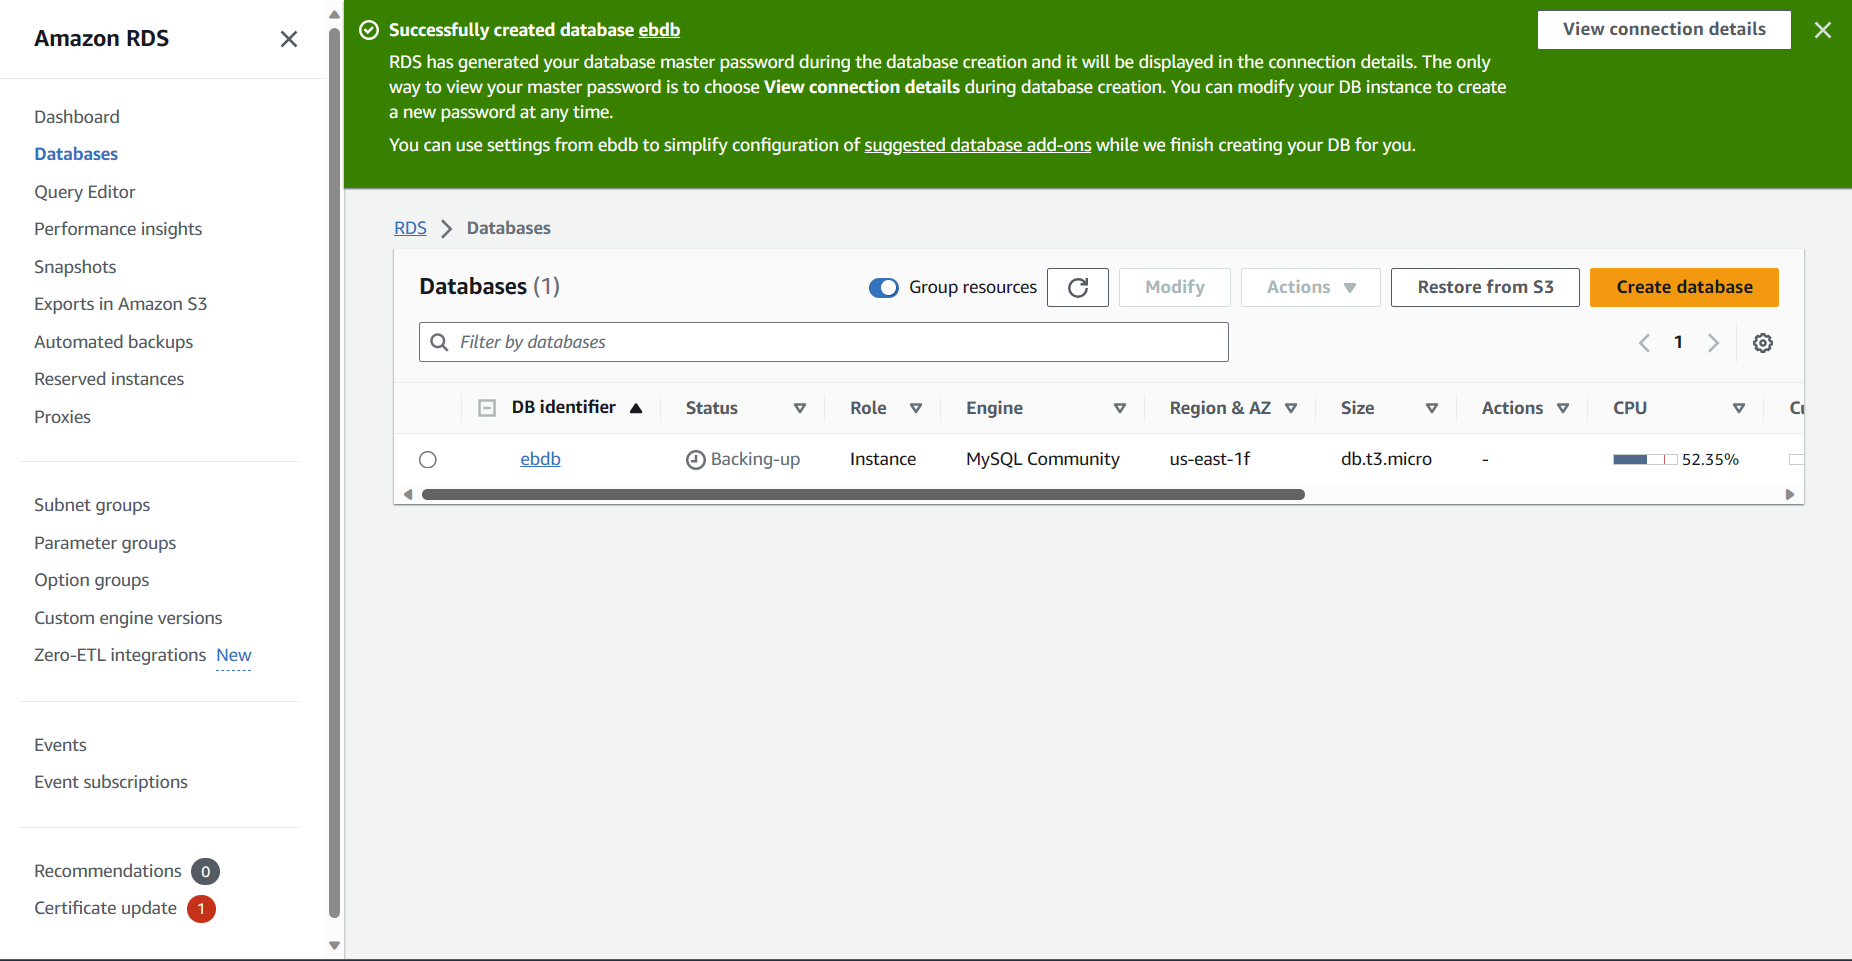 Amazon RDS
Dashboard
Databases
Query Editor
Performance insights
Snapshots
Exports in Amazon S3
Automated backups
Reserved instances
Proxies
Subnet groups
Parameter groups
Option groups
Custom engine versions
Zero-ETL integrations New
Events
Event subscriptions
Recommendations 0
Certificate update 1
Successfully created database ebdb
View connection details
RDS has generated your database master password during the database creation and it will be displayed in the connection details. The only
way to view your master password is to choose View connection details during database creation. You can modify your DB instance to create
a new password at any time.
You can use settings from ebdb to simplify configuration of suggested database add-ons while we finish creating your DB for you.
RDS Databases
Databases (1) Group resources Modify Actions Restore from S3 Create database
Filter by databases 1
DB identifier Status Role Engine Region & AZ Size Actions CPU
ebdb Backing-up Instance MySQL Community us-east-1f db.t3.micro - 52.35%